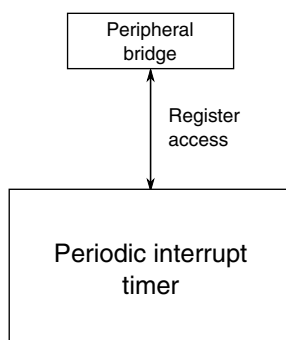 Peripheral
bridge
Register
access
Periodic interrupt
timer